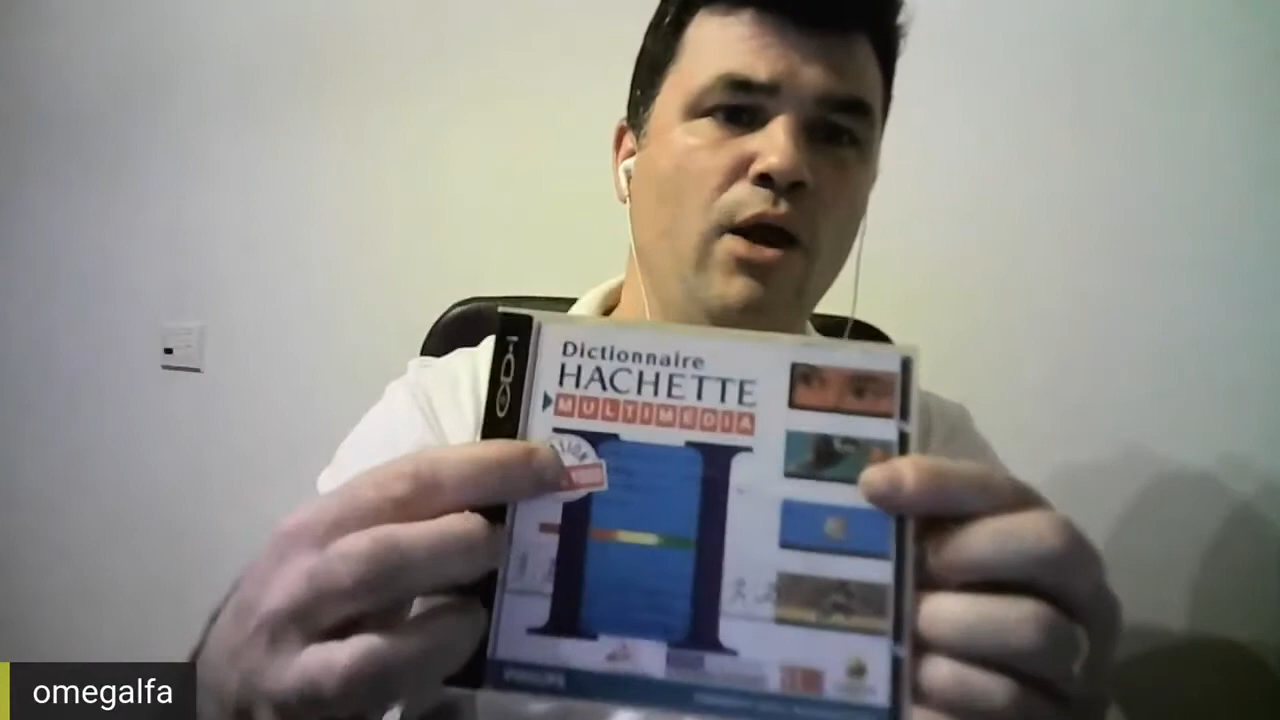 CD-i
Dictionnaire
HACHETTE
MULTIMEDIA
PHILIPS
omegalfa